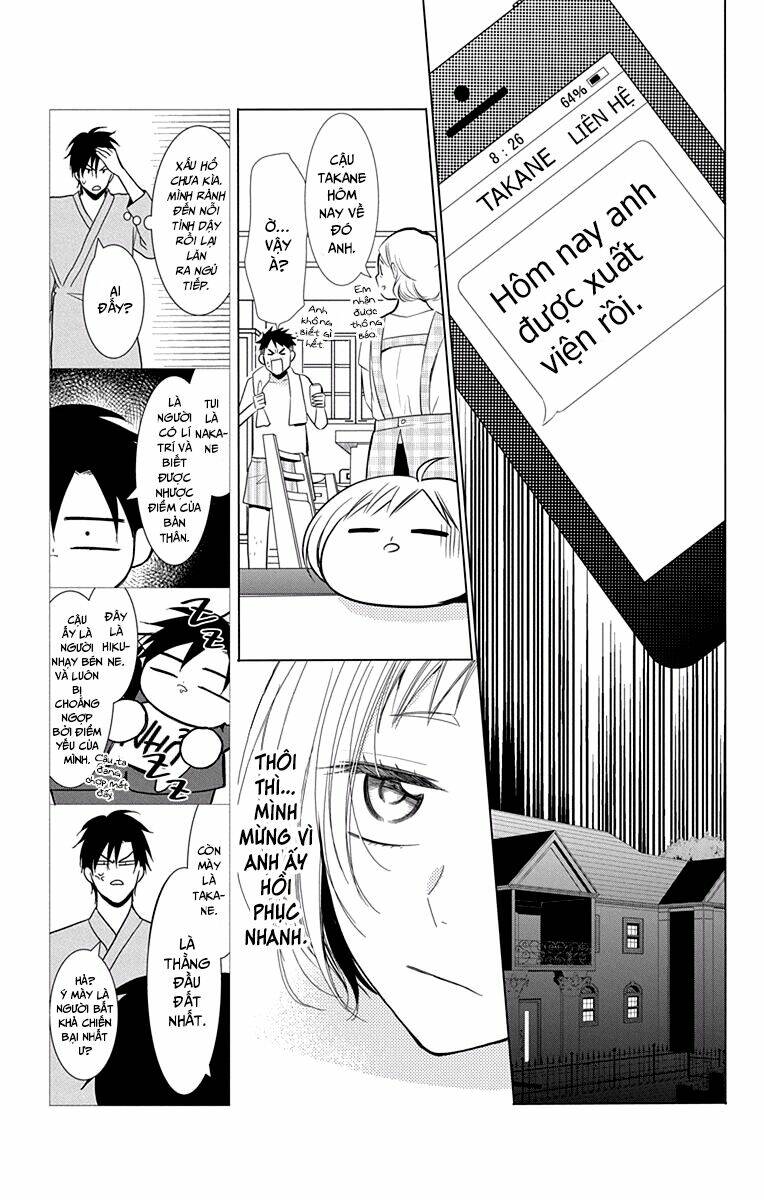 64%
8 : 26
TAKANE LIÊN HỆ
Hôm nay anh
được xuất
viện rồi.
CẬU
TAKANE
HÔM
NAY VỀ
ĐÓ
ANH.
Ờ...
VẬY
À?
Em
nhận
được
thông
báo
Anh
không
biết gì
hết
THÔI
THÌ...
MÌNH
MỪNG VÌ
ANH ẤY
HỒI
PHỤC
NHANH.
XẤU HỔ
CHƯA KÌA,
MÌNH RẢNH
ĐẾN NỖI
TỈNH DẬY
RỒI LẠI
LĂN
RA NGỦ
TIẾP.
AI
ĐẤY?
TUI
LÀ
NAKA-
NE
LÀ
NGƯỜI
CÓ LÍ
TRÍ VÀ
BIẾT
ĐƯỢC
NHƯỢC
ĐIỂM CỦA
BẢN
THÂN.
ĐÂY
LÀ
HIKU-
NE.
CẬU
ẤY LÀ
NGƯỜI
NHẠY BÉN
VÀ LUÔN
BỊ
CHOÁNG
NGỢP
BỞI ĐIỂM
YẾU CỦA
MÌNH.
Z
Z
Z
Z
Z
Z
Cậu ta
đang
chợp mắt
đấy
CÒN
MÀY
LÀ
TAKA-
NE.
LÀ
THẰNG
ĐẦU
ĐẤT
NHẤT.
HẢ?
Ý MÀY LÀ
NGƯỜI BẤT
KHẢ CHIẾN
BẠI NHẤT
Ư?